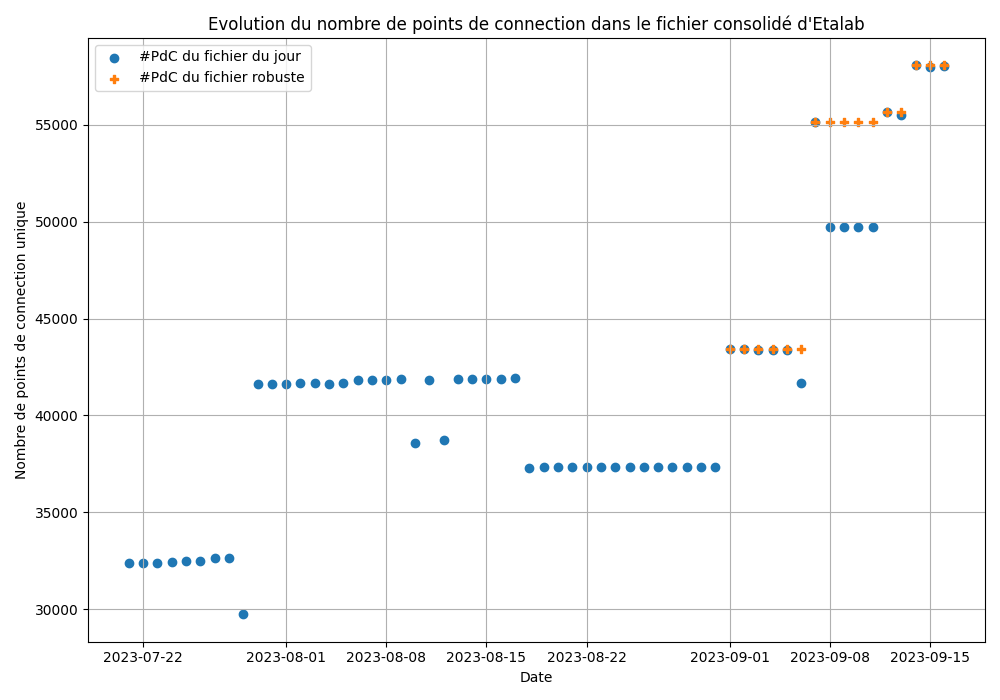 Evolution du nombre de points de connection dans le fichier consolidé d'Etalab
#PdC du fichier du jour
#PdC du fichier robuste
Nombre de points de connection unique
55000
50000
45000
40000
35000
30000
2023-07-22
2023-08-01
2023-08-08
2023-08-15
2023-08-22
2023-09-01
2023-09-08
2023-09-15
Date